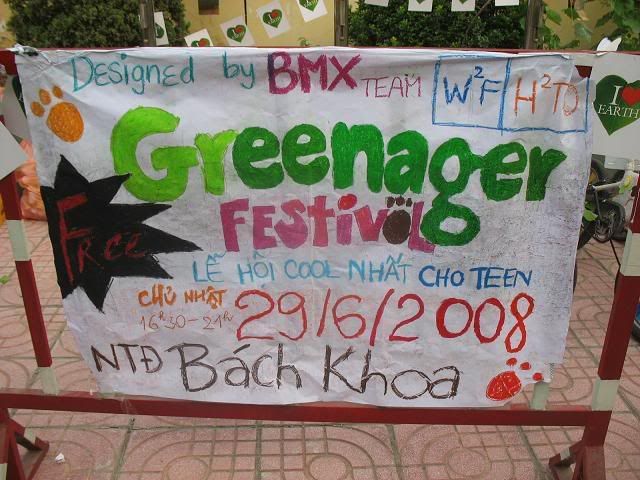 Designed by BMX TEAM
W²F H²TD
Greenager
FESTiVAL
FRee
LỄ HỘI COOL NHẤT CHO TEEN
CHỦ NHẬT
16h30-21h
29/6/2008
NTĐ Bách Khoa
I
EARTH